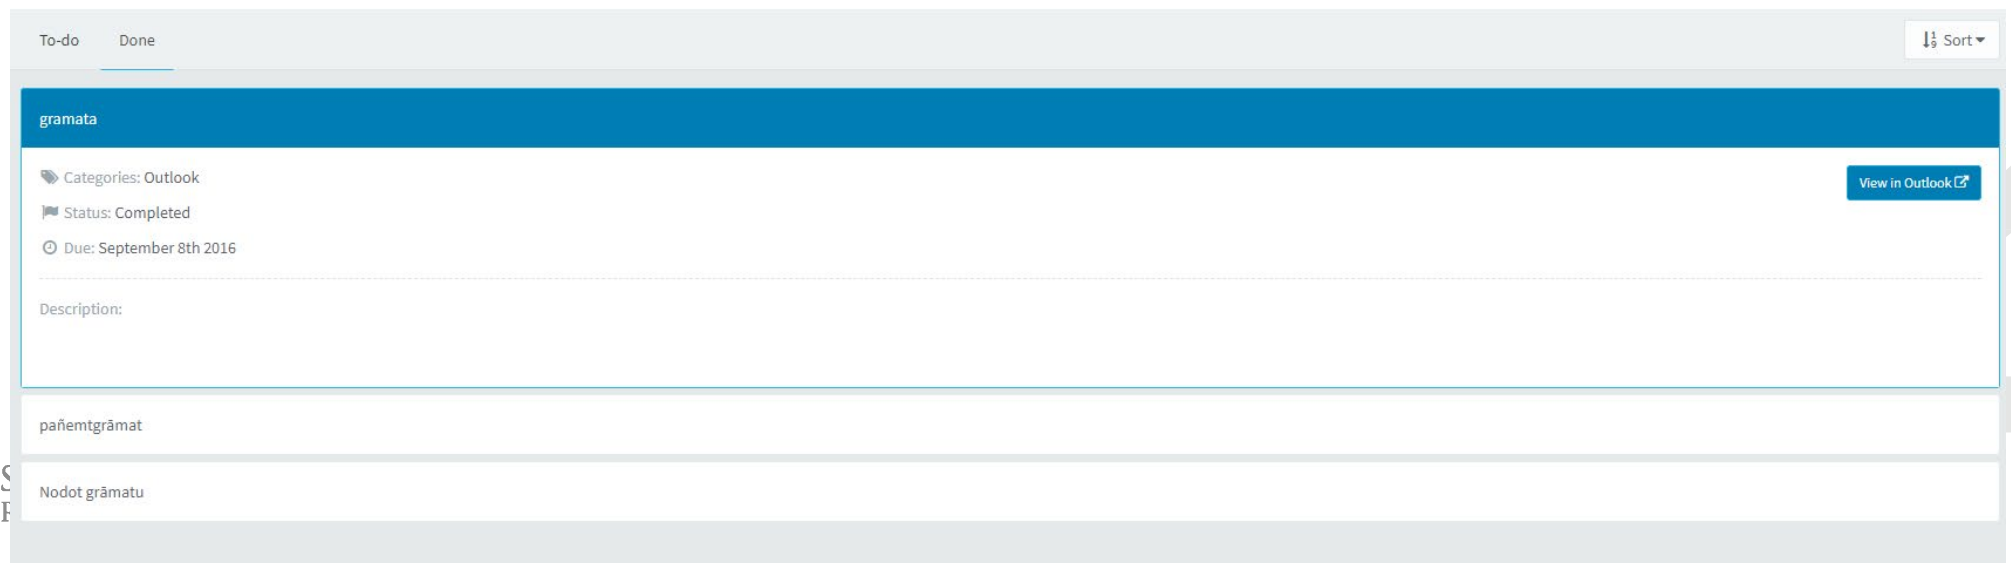 To-do Done Sort
gramata
Categories: Outlook View in Outlook
Status: Completed
Due: September 8th 2016
Description:
pañemtgrāmat
Nodot grāmatu